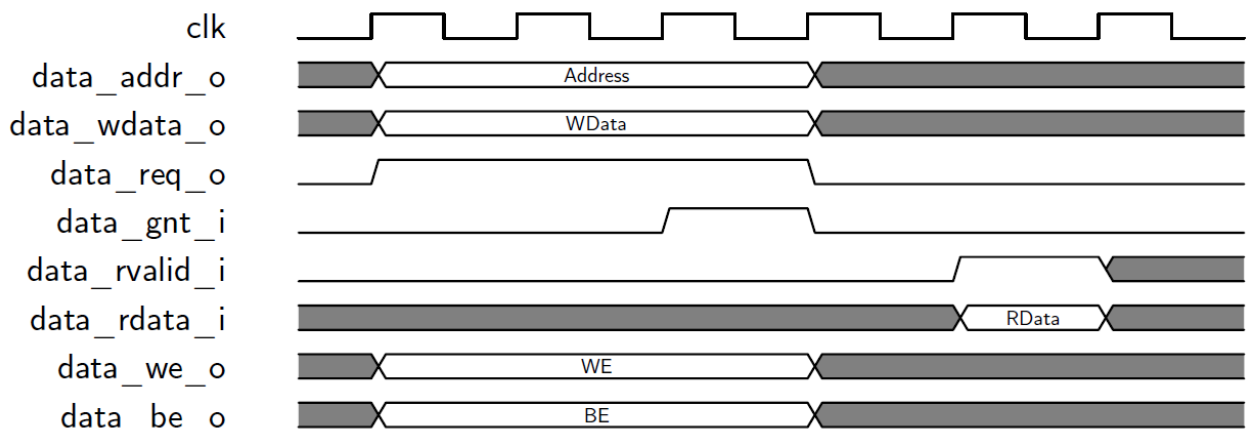 clk
data_addr_o Address
data_wdata_o WData
data_req_o
data_gnt_i
data_rvalid_i
data_rdata_i RData
data_we_o WE
data_be_o BE